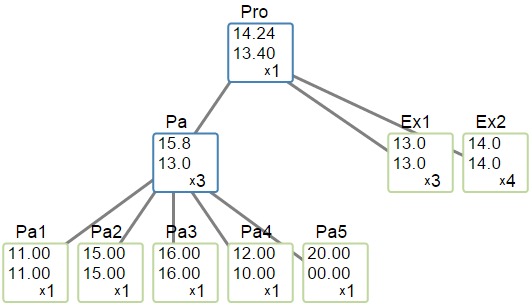 Pro
14.24
13.40
x1
Pa
15.8
13.0
x3
Ex1
13.0
13.0
x3
Ex2
14.0
14.0
x4
Pa1
11.00
11.00
x1
Pa2
15.00
15.00
x1
Pa3
16.00
16.00
x1
Pa4
12.00
10.00
x1
Pa5
20.00
00.00
x1